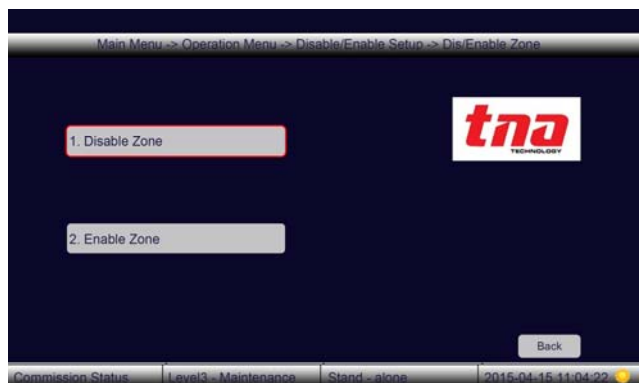 Main Menu -> Operation Menu -> Disable/Enable Setup -> Dis/Enable Zone
1. Disable Zone
tna
TECHNOLOGY
2. Enable Zone
Back
Commission Status Level3 - Maintenance Stand - alone 2015-04-15 11:04:22